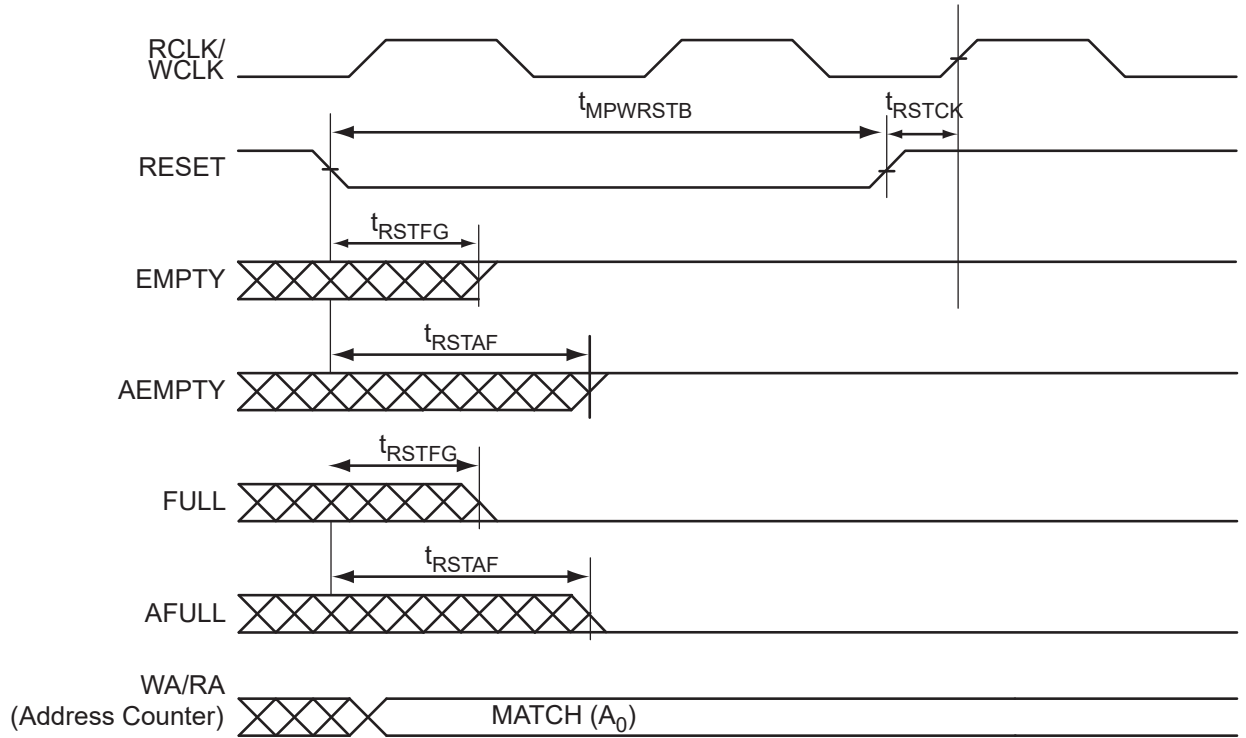 RCLK/
WCLK
tMPWRSTB
tRSTCK
RESET
tRSTFG
EMPTY
tRSTAF
AEMPTY
tRSTFG
FULL
tRSTAF
AFULL
WA/RA
(Address Counter)
MATCH (A0)